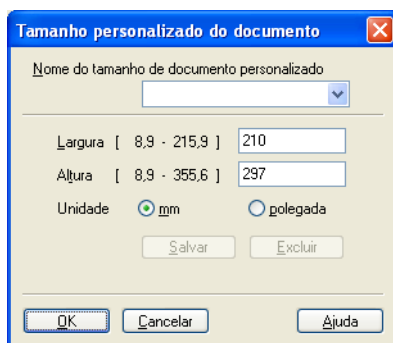 Tamanho personalizado do documento
Nome do tamanho de documento personalizado
Largura [ 8,9 - 215,9 ] 210
Altura [ 8,9 - 355,6 ] 297
Unidade mm polegada
Salvar Excluir
OK Cancelar Ajuda